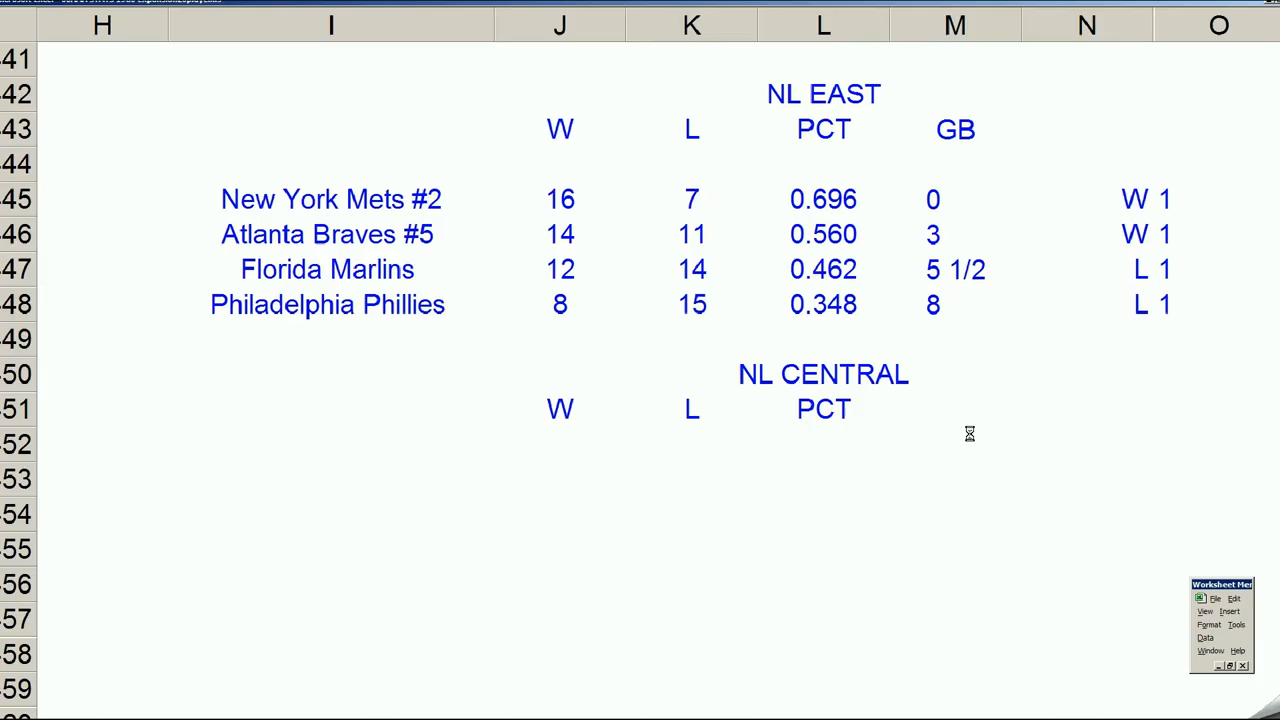 H I J K L M N O
41
42 NL EAST
43 W L PCT GB
44
45 New York Mets #2 16 7 0.696 0 W 1
46 Atlanta Braves #5 14 11 0.560 3 W 1
47 Florida Marlins 12 14 0.462 5 1/2 L 1
48 Philadelphia Phillies 8 15 0.348 8 L 1
49
50 NL CENTRAL
51 W L PCT
52
53
54
55
56
57
58
59
Worksheet Me
File Edit
View Insert
Format Tools
Data
Window Help